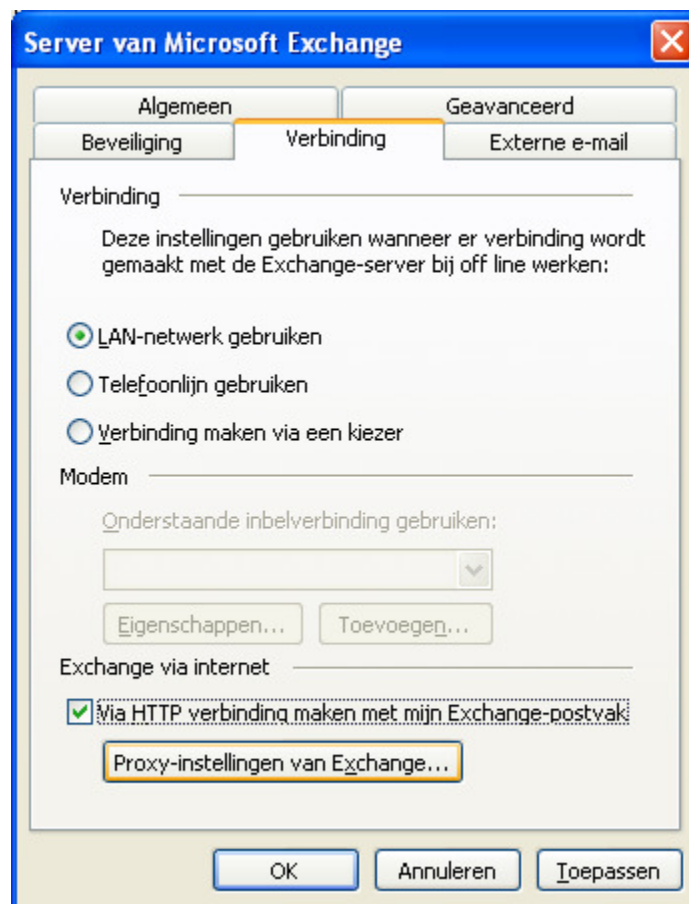 Server van Microsoft Exchange
Algemeen
Geavanceerd
Beveiliging
Verbinding
Externe e-mail
Verbinding
Deze instellingen gebruiken wanneer er verbinding wordt
gemaakt met de Exchange-server bij off line werken:
LAN-netwerk gebruiken
Telefoonlijn gebruiken
Verbinding maken via een kiezer
Modem
Onderstaande inbelverbinding gebruiken:
Eigenschappen...
Toevoegen...
Exchange via internet
Via HTTP verbinding maken met mijn Exchange-postvak
Proxy-instellingen van Exchange...
OK
Annuleren
Toepassen